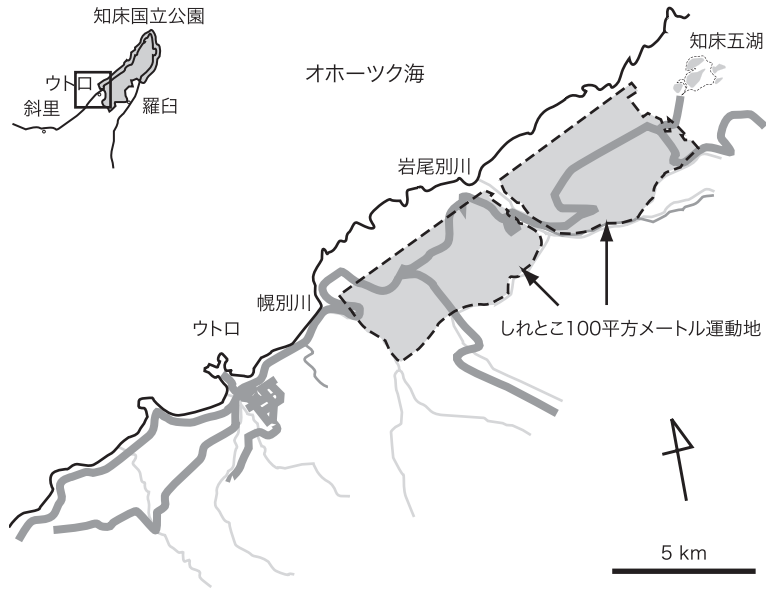 知床国立公園
ウトロ
斜里
羅臼
オホーツク海
知床五湖
岩尾別川
幌別川
ウトロ
しれとこ100平方メートル運動地
5 km